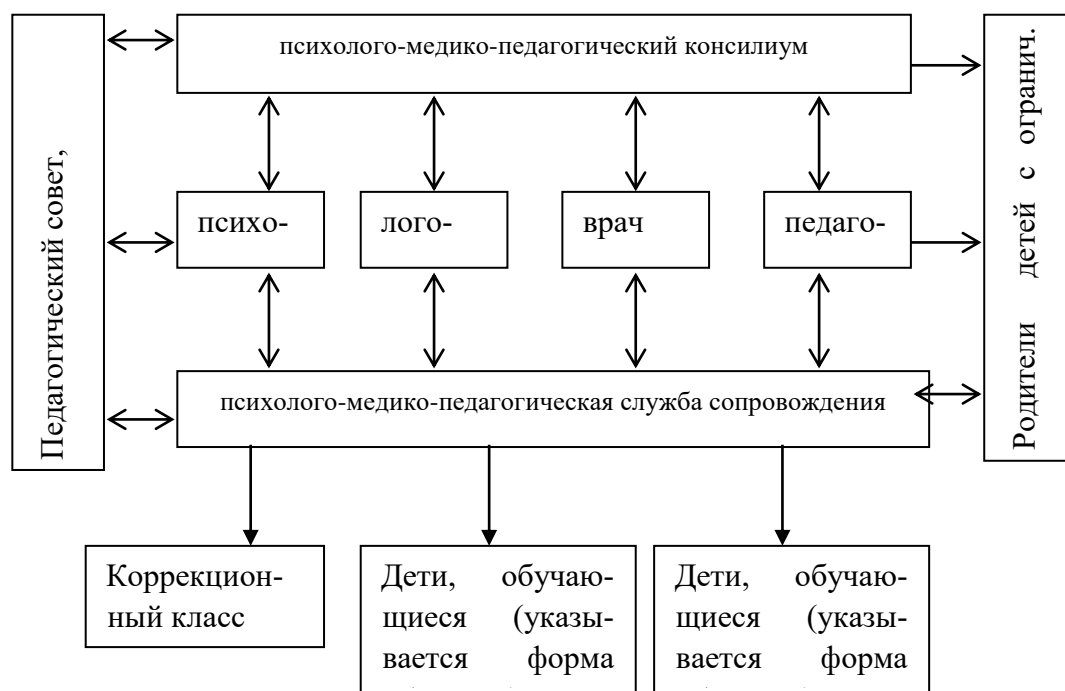 психолого-медико-педагогический консилиум
Педагогический совет,
Родители детей с огранич.
психо-
лого-
врач
педаго-
психолого-медико-педагогическая служба сопровождения
Коррекцион-
ный класс
Дети, обучаю-
щиеся (указы-
вается форма
Дети, обучаю-
щиеся (указы-
вается форма